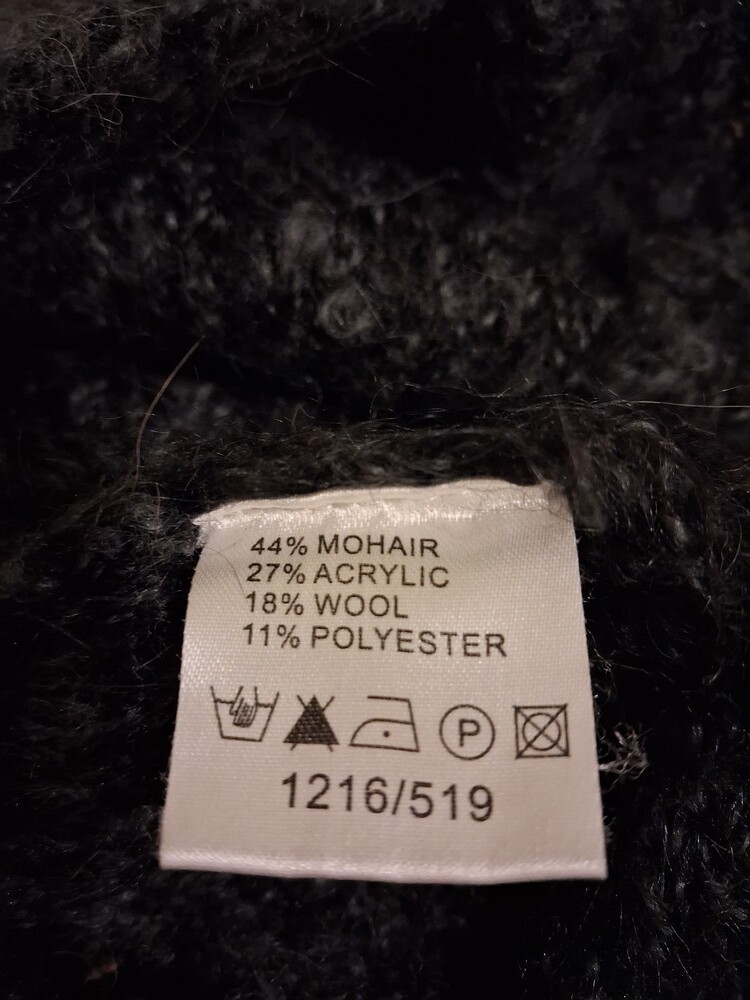 44% MOHAIR
27% ACRYLIC
18% WOOL
11% POLYESTER
P
1216/519